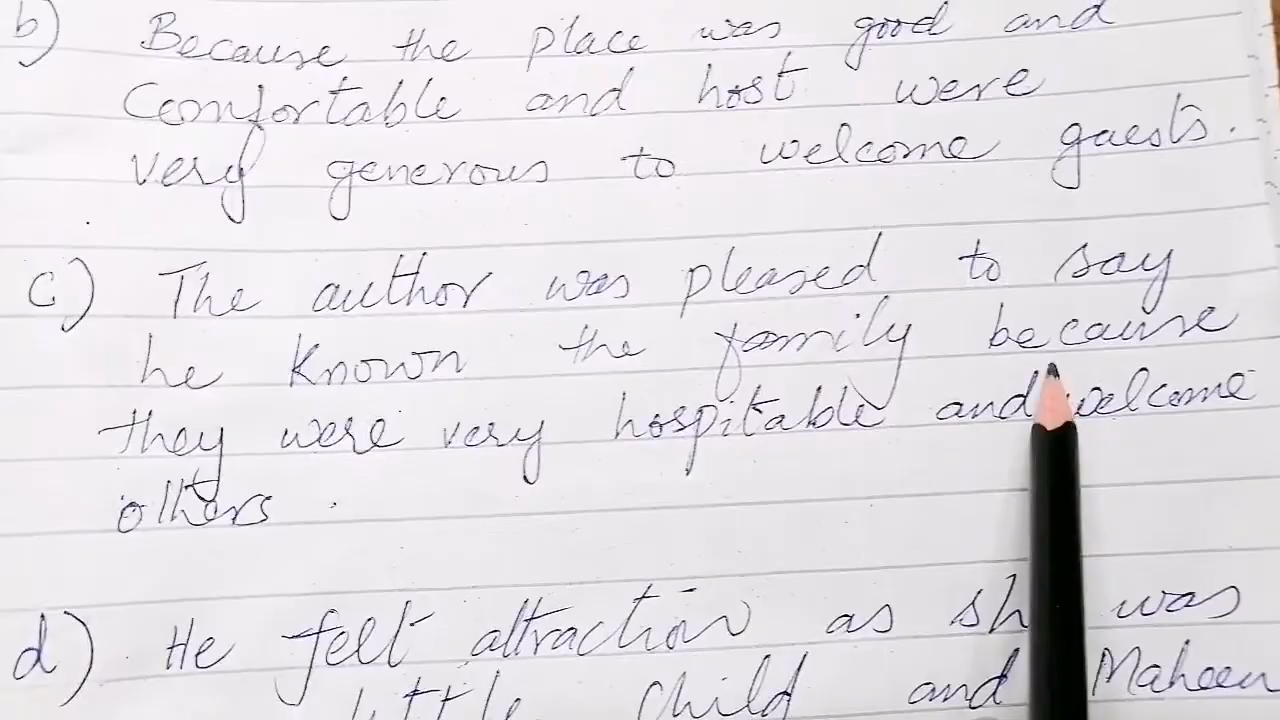 b) Because the place was good and
Comfortable and host were
very generous to welcome guests.
c) The author was pleased to say
he known the family because
they were very hospitable and welcome
others.
d) He felt attraction as sh was
little child and Maheen